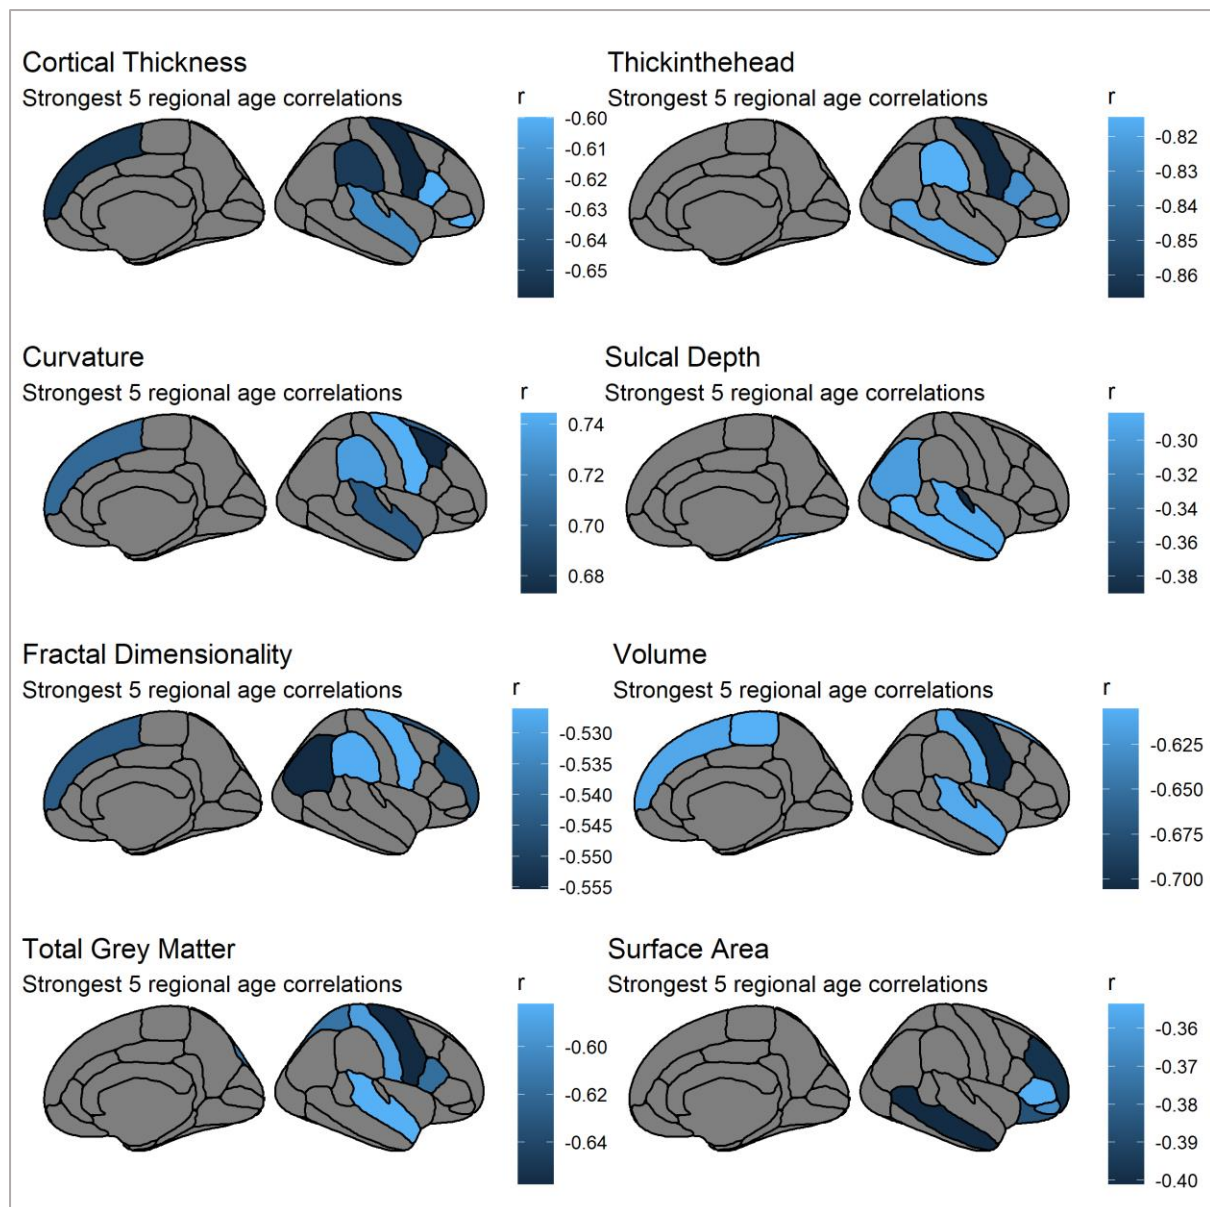 Cortical Thickness
Strongest 5 regional age correlations
r
-0.60
-0.61
-0.62
-0.63
-0.64
-0.65
Thickinthehead
Strongest 5 regional age correlations
r
-0.82
-0.83
-0.84
-0.85
-0.86
Curvature
Strongest 5 regional age correlations
r
0.74
0.72
0.70
0.68
Sulcal Depth
Strongest 5 regional age correlations
r
-0.30
-0.32
-0.34
-0.36
-0.38
Fractal Dimensionality
Strongest 5 regional age correlations
r
-0.530
-0.535
-0.540
-0.545
-0.550
-0.555
Volume
Strongest 5 regional age correlations
r
-0.625
-0.650
-0.675
-0.700
Total Grey Matter
Strongest 5 regional age correlations
r
-0.60
-0.62
-0.64
Surface Area
Strongest 5 regional age correlations
r
-0.36
-0.37
-0.38
-0.39
-0.40